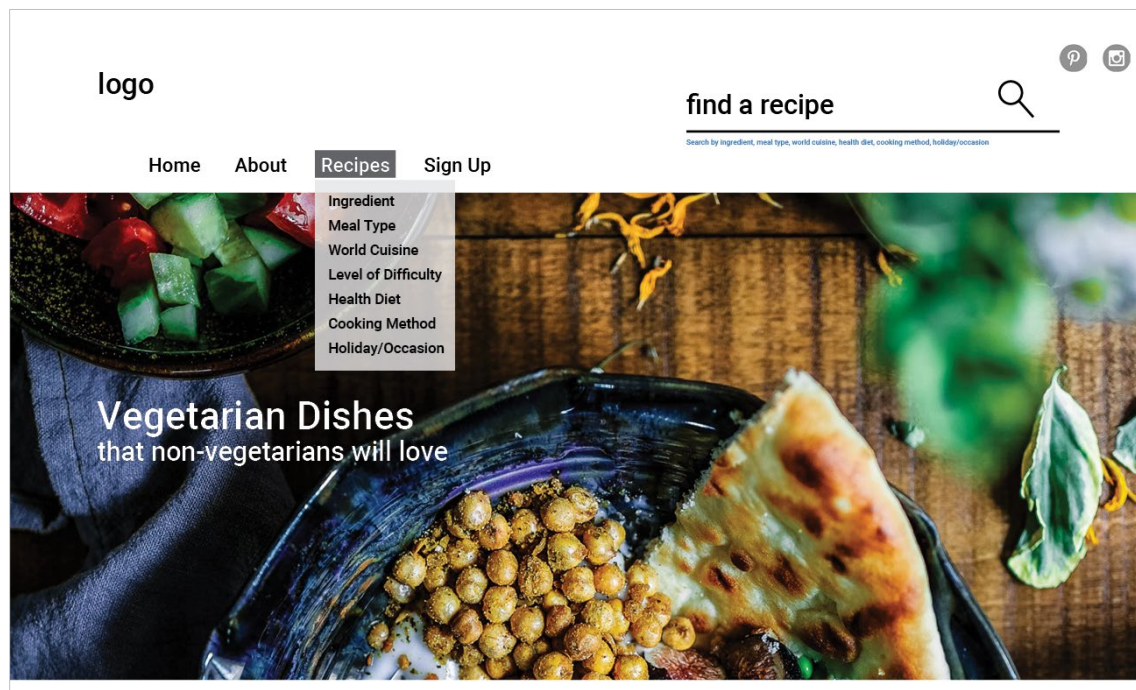 logo
find a recipe
Search by ingredient, meal type, world cuisine, health diet, cooking method, holiday/occasion
Home About Recipes Sign Up
Ingredient
Meal Type
World Cuisine
Level of Difficulty
Health Diet
Cooking Method
Holiday/Occasion
Vegetarian Dishes
that non-vegetarians will love